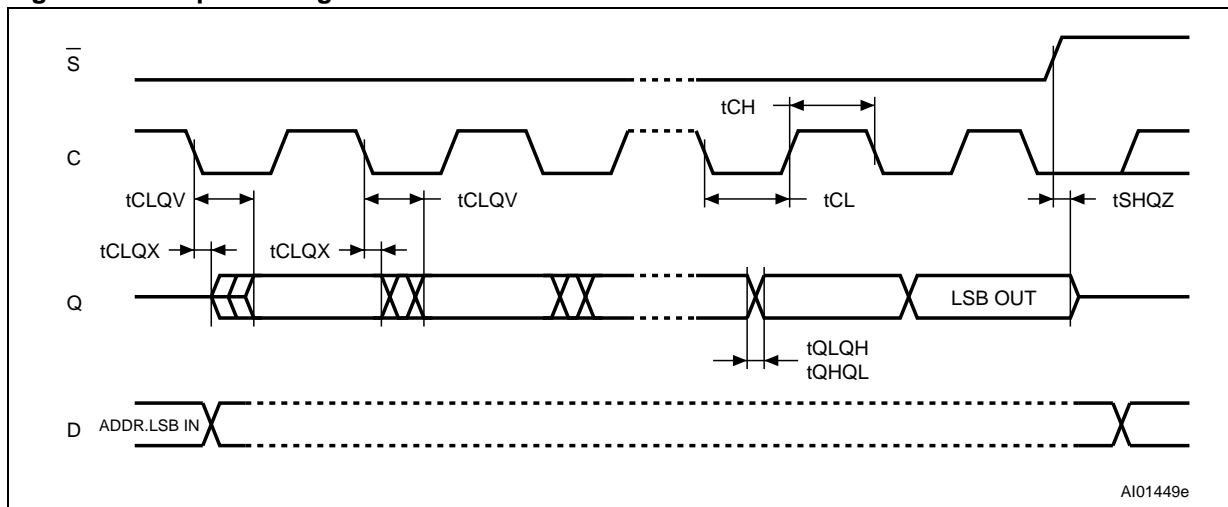 S
tCH
C
tCLQV
tCLQV
tCL
tSHQZ
tCLQX
tCLQX
Q
LSB OUT
tQLQH
tQHQL
D
ADDR.LSB IN
AI01449e